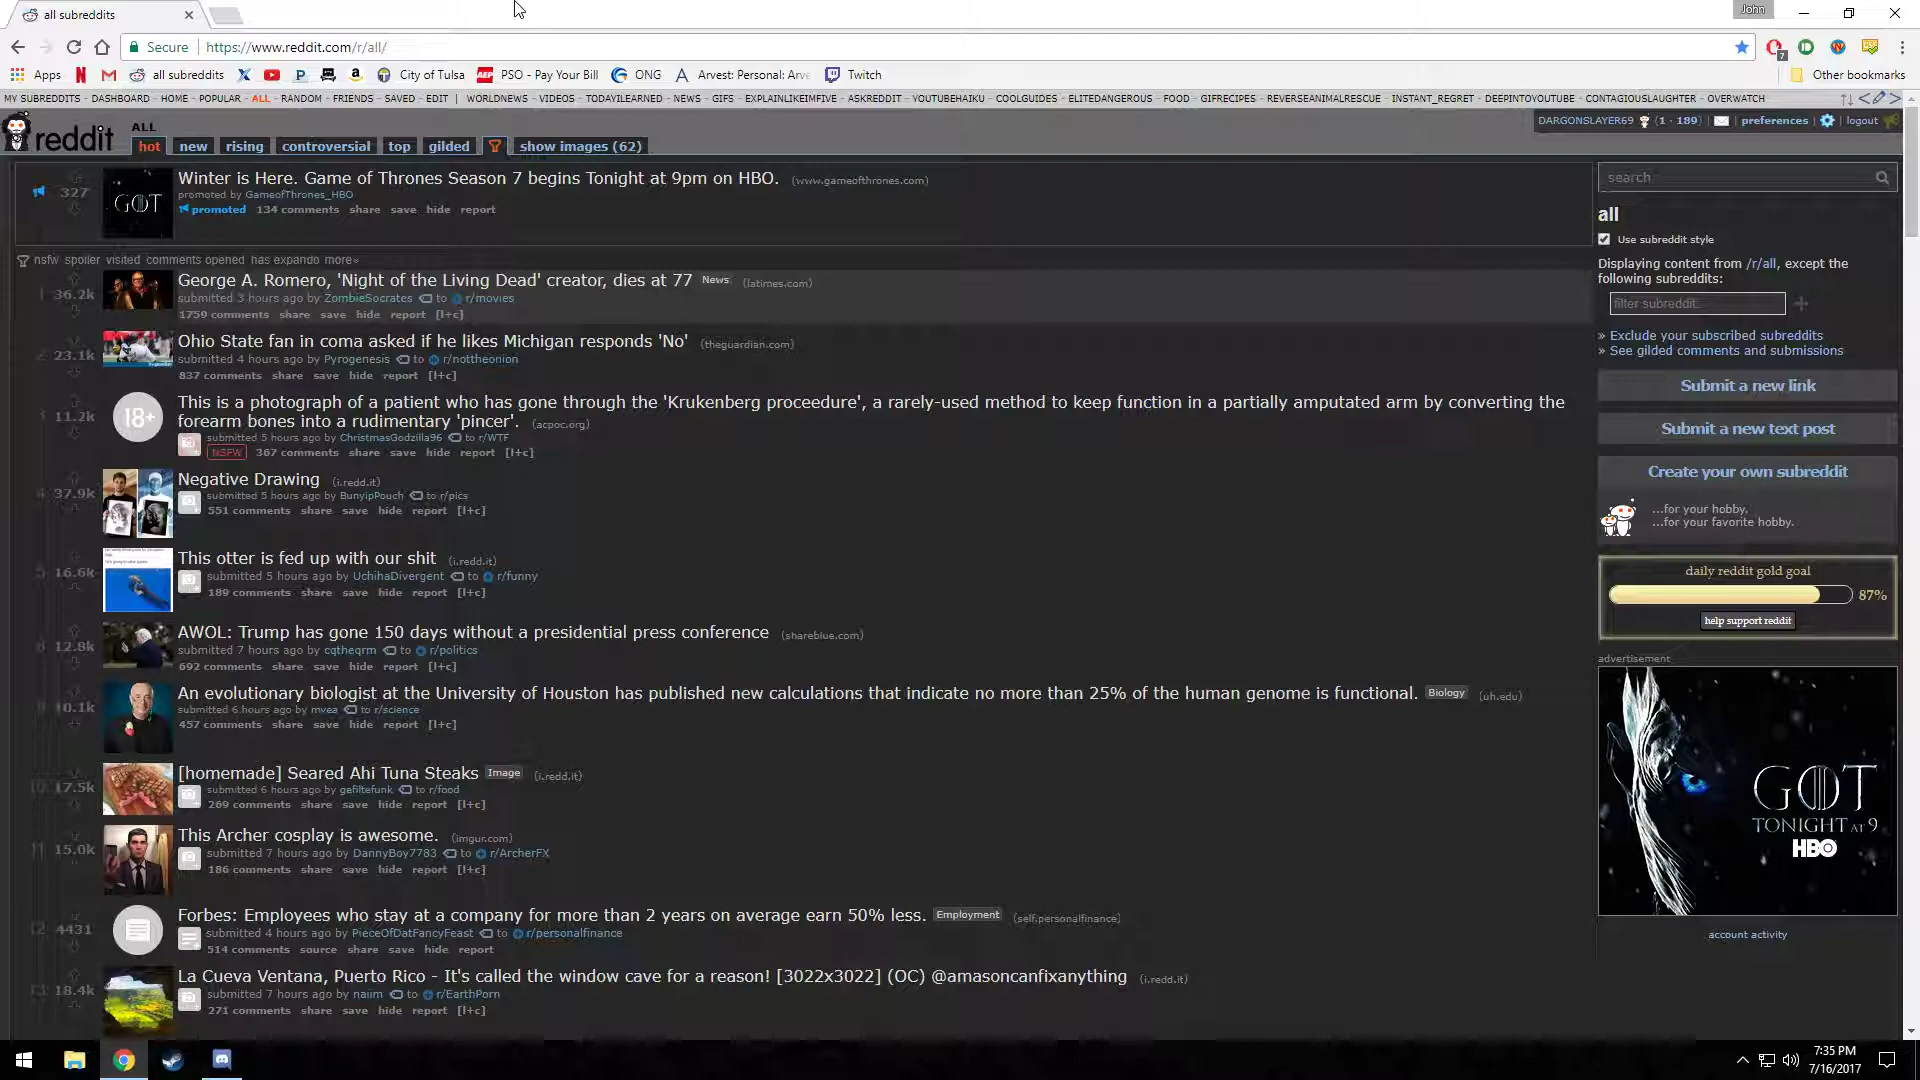 all subreddits
John
Secure https://www.reddit.com/r/all/
Apps all subreddits City of Tulsa PSO - Pay Your Bill ONG Arvest: Personal: Arve Twitch Other bookmarks
MY SUBREDDITS - DASHBOARD - HOME - POPULAR - ALL - RANDOM - FRIENDS - SAVED - EDIT | WORLDNEWS - VIDEOS - TODAYILEARNED - NEWS - GIFS - EXPLAINLIKEIMFIVE - ASKREDDIT - YOUTUBEHAIKU - COOLGUIDES - ELITEDANGEROUS - FOOD - GIFRECIPES - REVERSEANIMALRESCUE - INSTANT_REGRET - DEEPINTOYOUTUBE - CONTAGIOUSLAUGHTER - OVERWATCH
DARGONSLAYER69 (1 · 189) | | preferences | | logout
reddit ALL
hot new rising controversial top gilded show images (62)
327
GOT
Winter is Here. Game of Thrones Season 7 begins Tonight at 9pm on HBO. (www.gameofthrones.com)
promoted by GameofThrones_HBO
promoted 134 comments share save hide report
nsfw spoiler visited comments opened has expando more»
1 36.2k
George A. Romero, 'Night of the Living Dead' creator, dies at 77 News (latimes.com)
submitted 3 hours ago by ZombieSocrates to r/movies
1759 comments share save hide report [l+c]
2 23.1k
Ohio State fan in coma asked if he likes Michigan responds 'No' (theguardian.com)
submitted 4 hours ago by Pyrogenesis to r/nottheonion
837 comments share save hide report [l+c]
3 11.2k
18+
This is a photograph of a patient who has gone through the 'Krukenberg proceedure', a rarely-used method to keep function in a partially amputated arm by converting the
forearm bones into a rudimentary 'pincer'. (acpoc.org)
submitted 5 hours ago by ChristmasGodzilla96 to r/WTF
NSFW 367 comments share save hide report [l+c]
4 37.9k
Negative Drawing (i.redd.it)
submitted 5 hours ago by BunyipPouch to r/pics
551 comments share save hide report [l+c]
5 16.6k
This otter is fed up with our shit (i.redd.it)
submitted 5 hours ago by UchihaDivergent to r/funny
189 comments share save hide report [l+c]
6 12.8k
AWOL: Trump has gone 150 days without a presidential press conference (shareblue.com)
submitted 7 hours ago by cqtheqrm to r/politics
692 comments share save hide report [l+c]
10.1k
An evolutionary biologist at the University of Houston has published new calculations that indicate no more than 25% of the human genome is functional. Biology (uh.edu)
submitted 6 hours ago by mvea to r/science
457 comments share save hide report [l+c]
10 17.5k
[homemade] Seared Ahi Tuna Steaks Image (i.redd.it)
submitted 6 hours ago by gefiltefunk to r/food
269 comments share save hide report [l+c]
11 15.0k
This Archer cosplay is awesome. (imgur.com)
submitted 7 hours ago by DannyBoy7783 to r/ArcherFX
186 comments share save hide report [l+c]
12 4431
Forbes: Employees who stay at a company for more than 2 years on average earn 50% less. Employment (self.personalfinance)
submitted 4 hours ago by PieceOfDatFancyFeast to r/personalfinance
514 comments source share save hide report
13 18.4k
La Cueva Ventana, Puerto Rico - It's called the window cave for a reason! [3022x3022] (OC) @amasoncanfixanything (i.redd.it)
submitted 7 hours ago by naiim to r/EarthPorn
271 comments share save hide report [l+c]
search
all
Use subreddit style
Displaying content from /r/all, except the
following subreddits:
filter subreddit.
» Exclude your subscribed subreddits
» See gilded comments and submissions
Submit a new link
Submit a new text post
Create your own subreddit
...for your hobby.
...for your favorite hobby.
daily reddit gold goal
87%
help support reddit
advertisement
GOT
TONIGHT AT 9
HBO
account activity
7:35 PM
7/16/2017